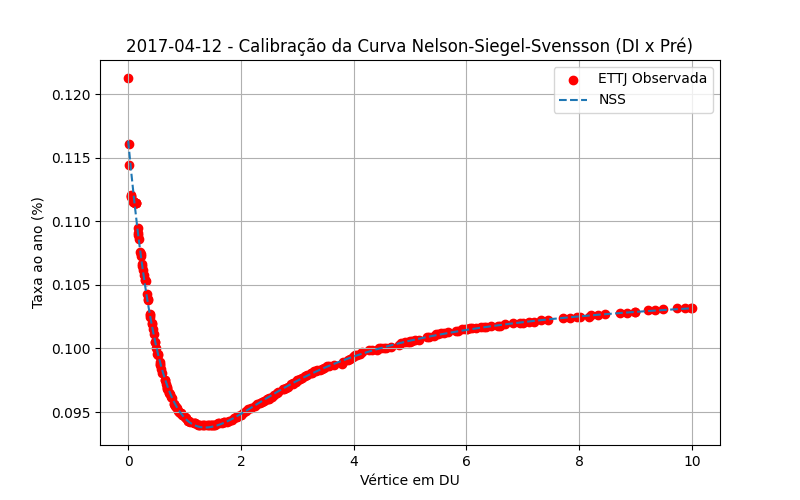 2017-04-12 - Calibração da Curva Nelson-Siegel-Svensson (DI x Pré)
ETTJ Observada
NSS
0.120
0.115
0.110
0.105
0.100
0.095
Taxa ao ano (%)
0 2 4 6 8 10
Vértice em DU